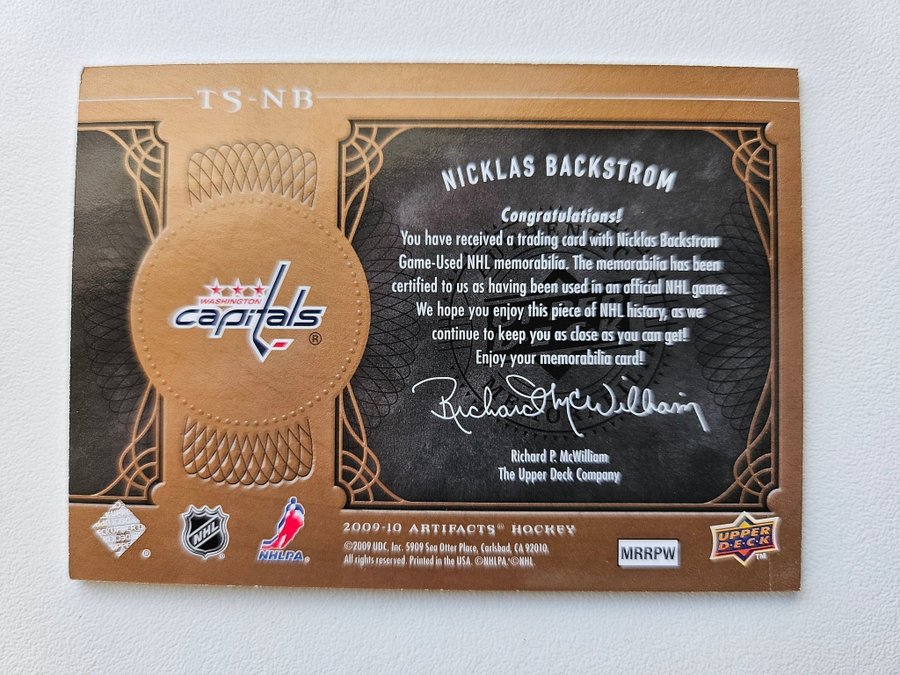 TS-NB
NICKLAS BACKSTROM
Congratulations!
You have received a trading card with Nicklas Backstrom
Game-Used NHL memorabilia. The memorabilia has been
certified to us as having been used in an official NHL game.
We hope you enjoy this piece of NHL history, as we
continue to keep you as close as you can get!
Enjoy your memorabilia card!
Richard McWilliam
Richard P. McWilliam
The Upper Deck Company
WASHINGTON
capitals ®
NHL
NHLPA
2009-10 ARTIFACTS® HOCKEY
©2009 UDC, Inc. 5909 Sea Otter Place, Carlsbad, CA 92010.
All rights reserved. Printed in the USA. ©NHLPA. ©NHL
MRRPW
UPPER
D·E·C·K
TM
®